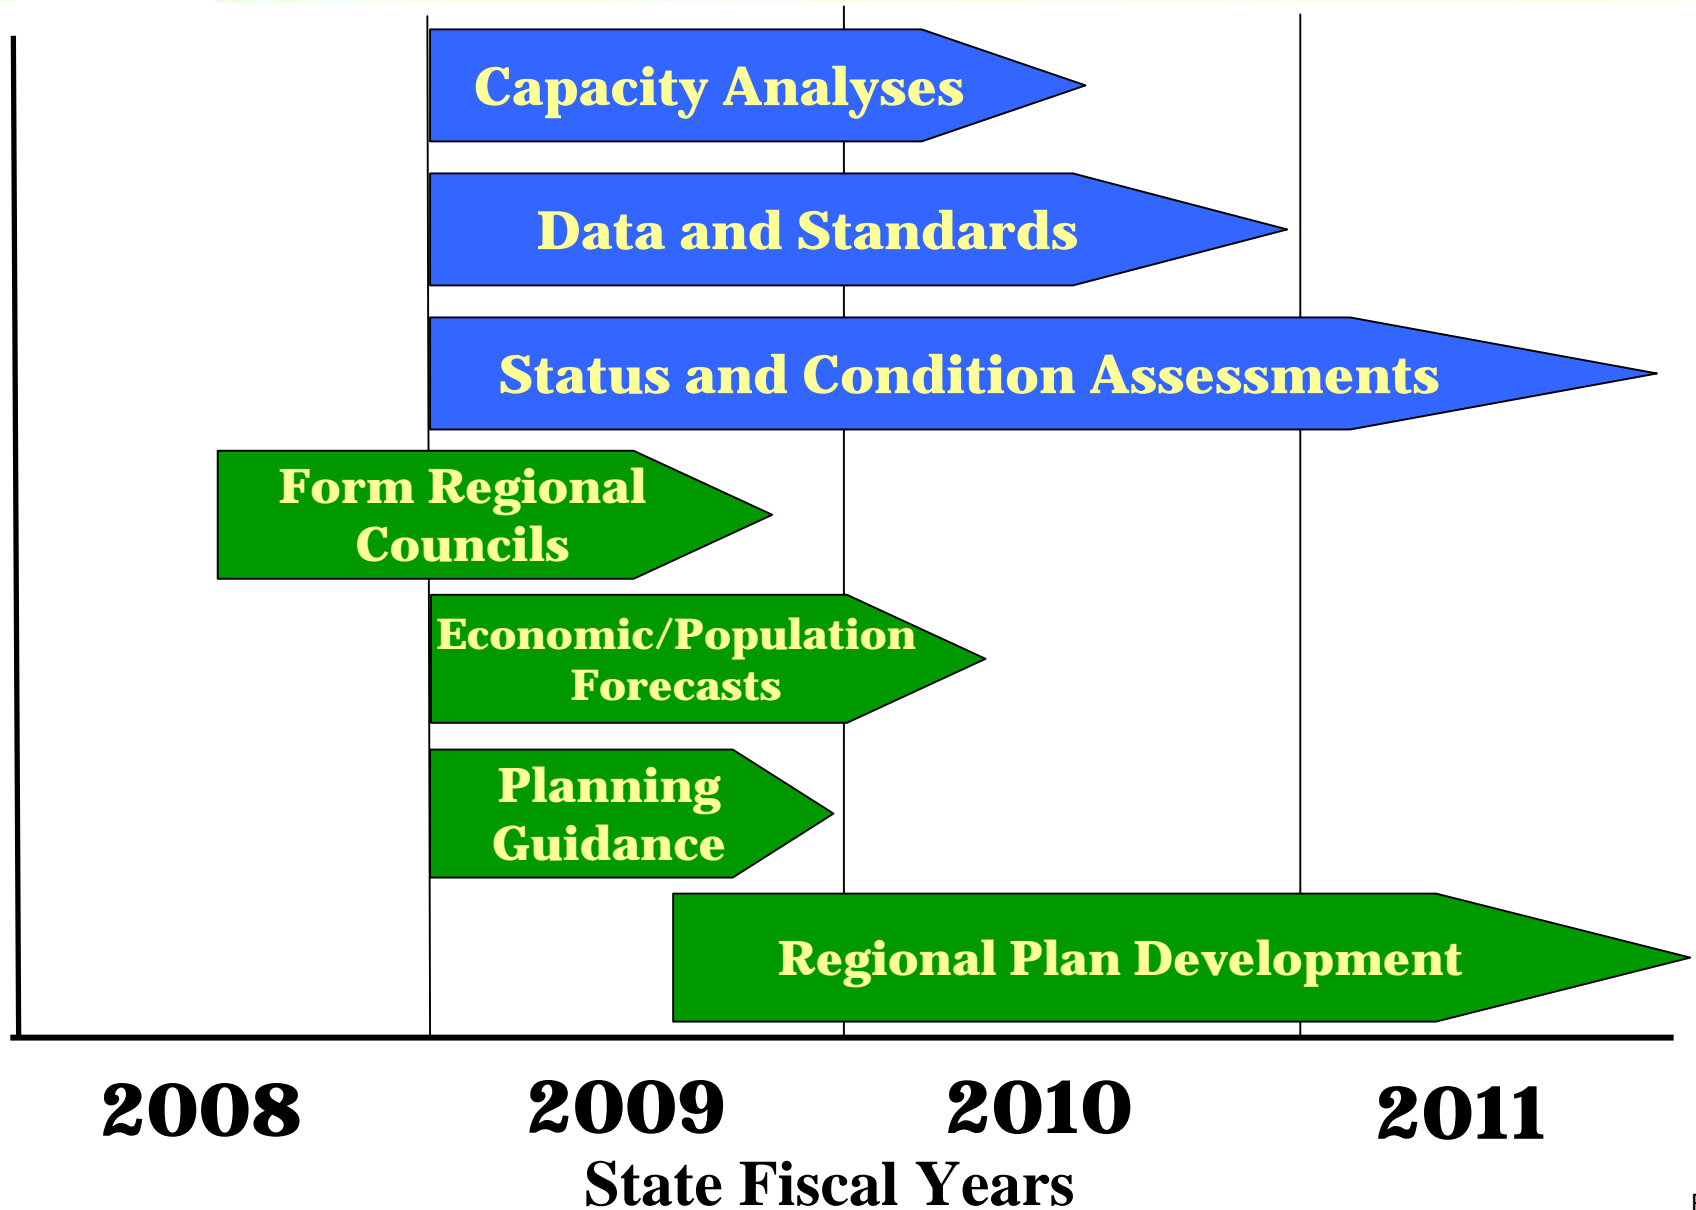 Capacity Analyses
Data and Standards
Status and Condition Assessments
Form Regional
Councils
Economic/Population
Forecasts
Planning
Guidance
Regional Plan Development
2008 2009 2010 2011
State Fiscal Years